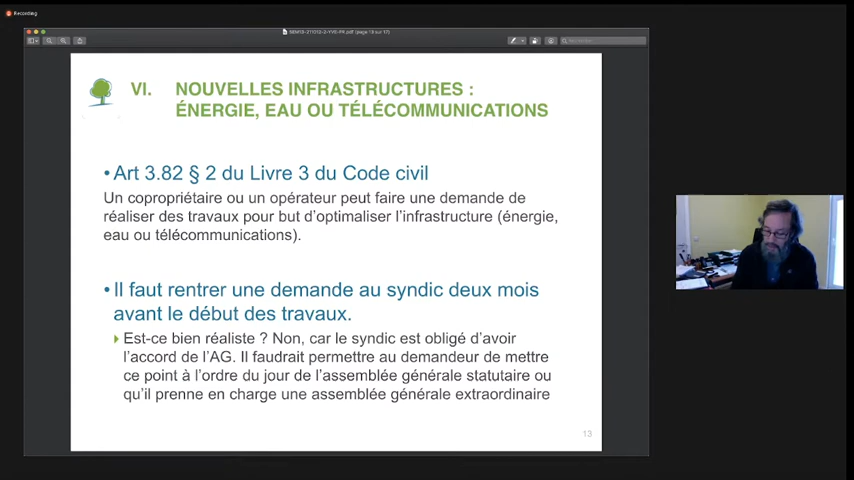 Recording
VI. NOUVELLES INFRASTRUCTURES :
ÉNERGIE, EAU OU TÉLÉCOMMUNICATIONS
•Art 3.82 § 2 du Livre 3 du Code civil
Un copropriétaire ou un opérateur peut faire une demande de
réaliser des travaux pour but d'optimaliser l'infrastructure (énergie,
eau ou télécommunications).
•Il faut rentrer une demande au syndic deux mois
avant le début des travaux.
Est-ce bien réaliste ? Non, car le syndic est obligé d'avoir
l'accord de l'AG. Il faudrait permettre au demandeur de mettre
ce point à l'ordre du jour de l'assemblée générale statutaire ou
qu'il prenne en charge une assemblée générale extraordinaire
13